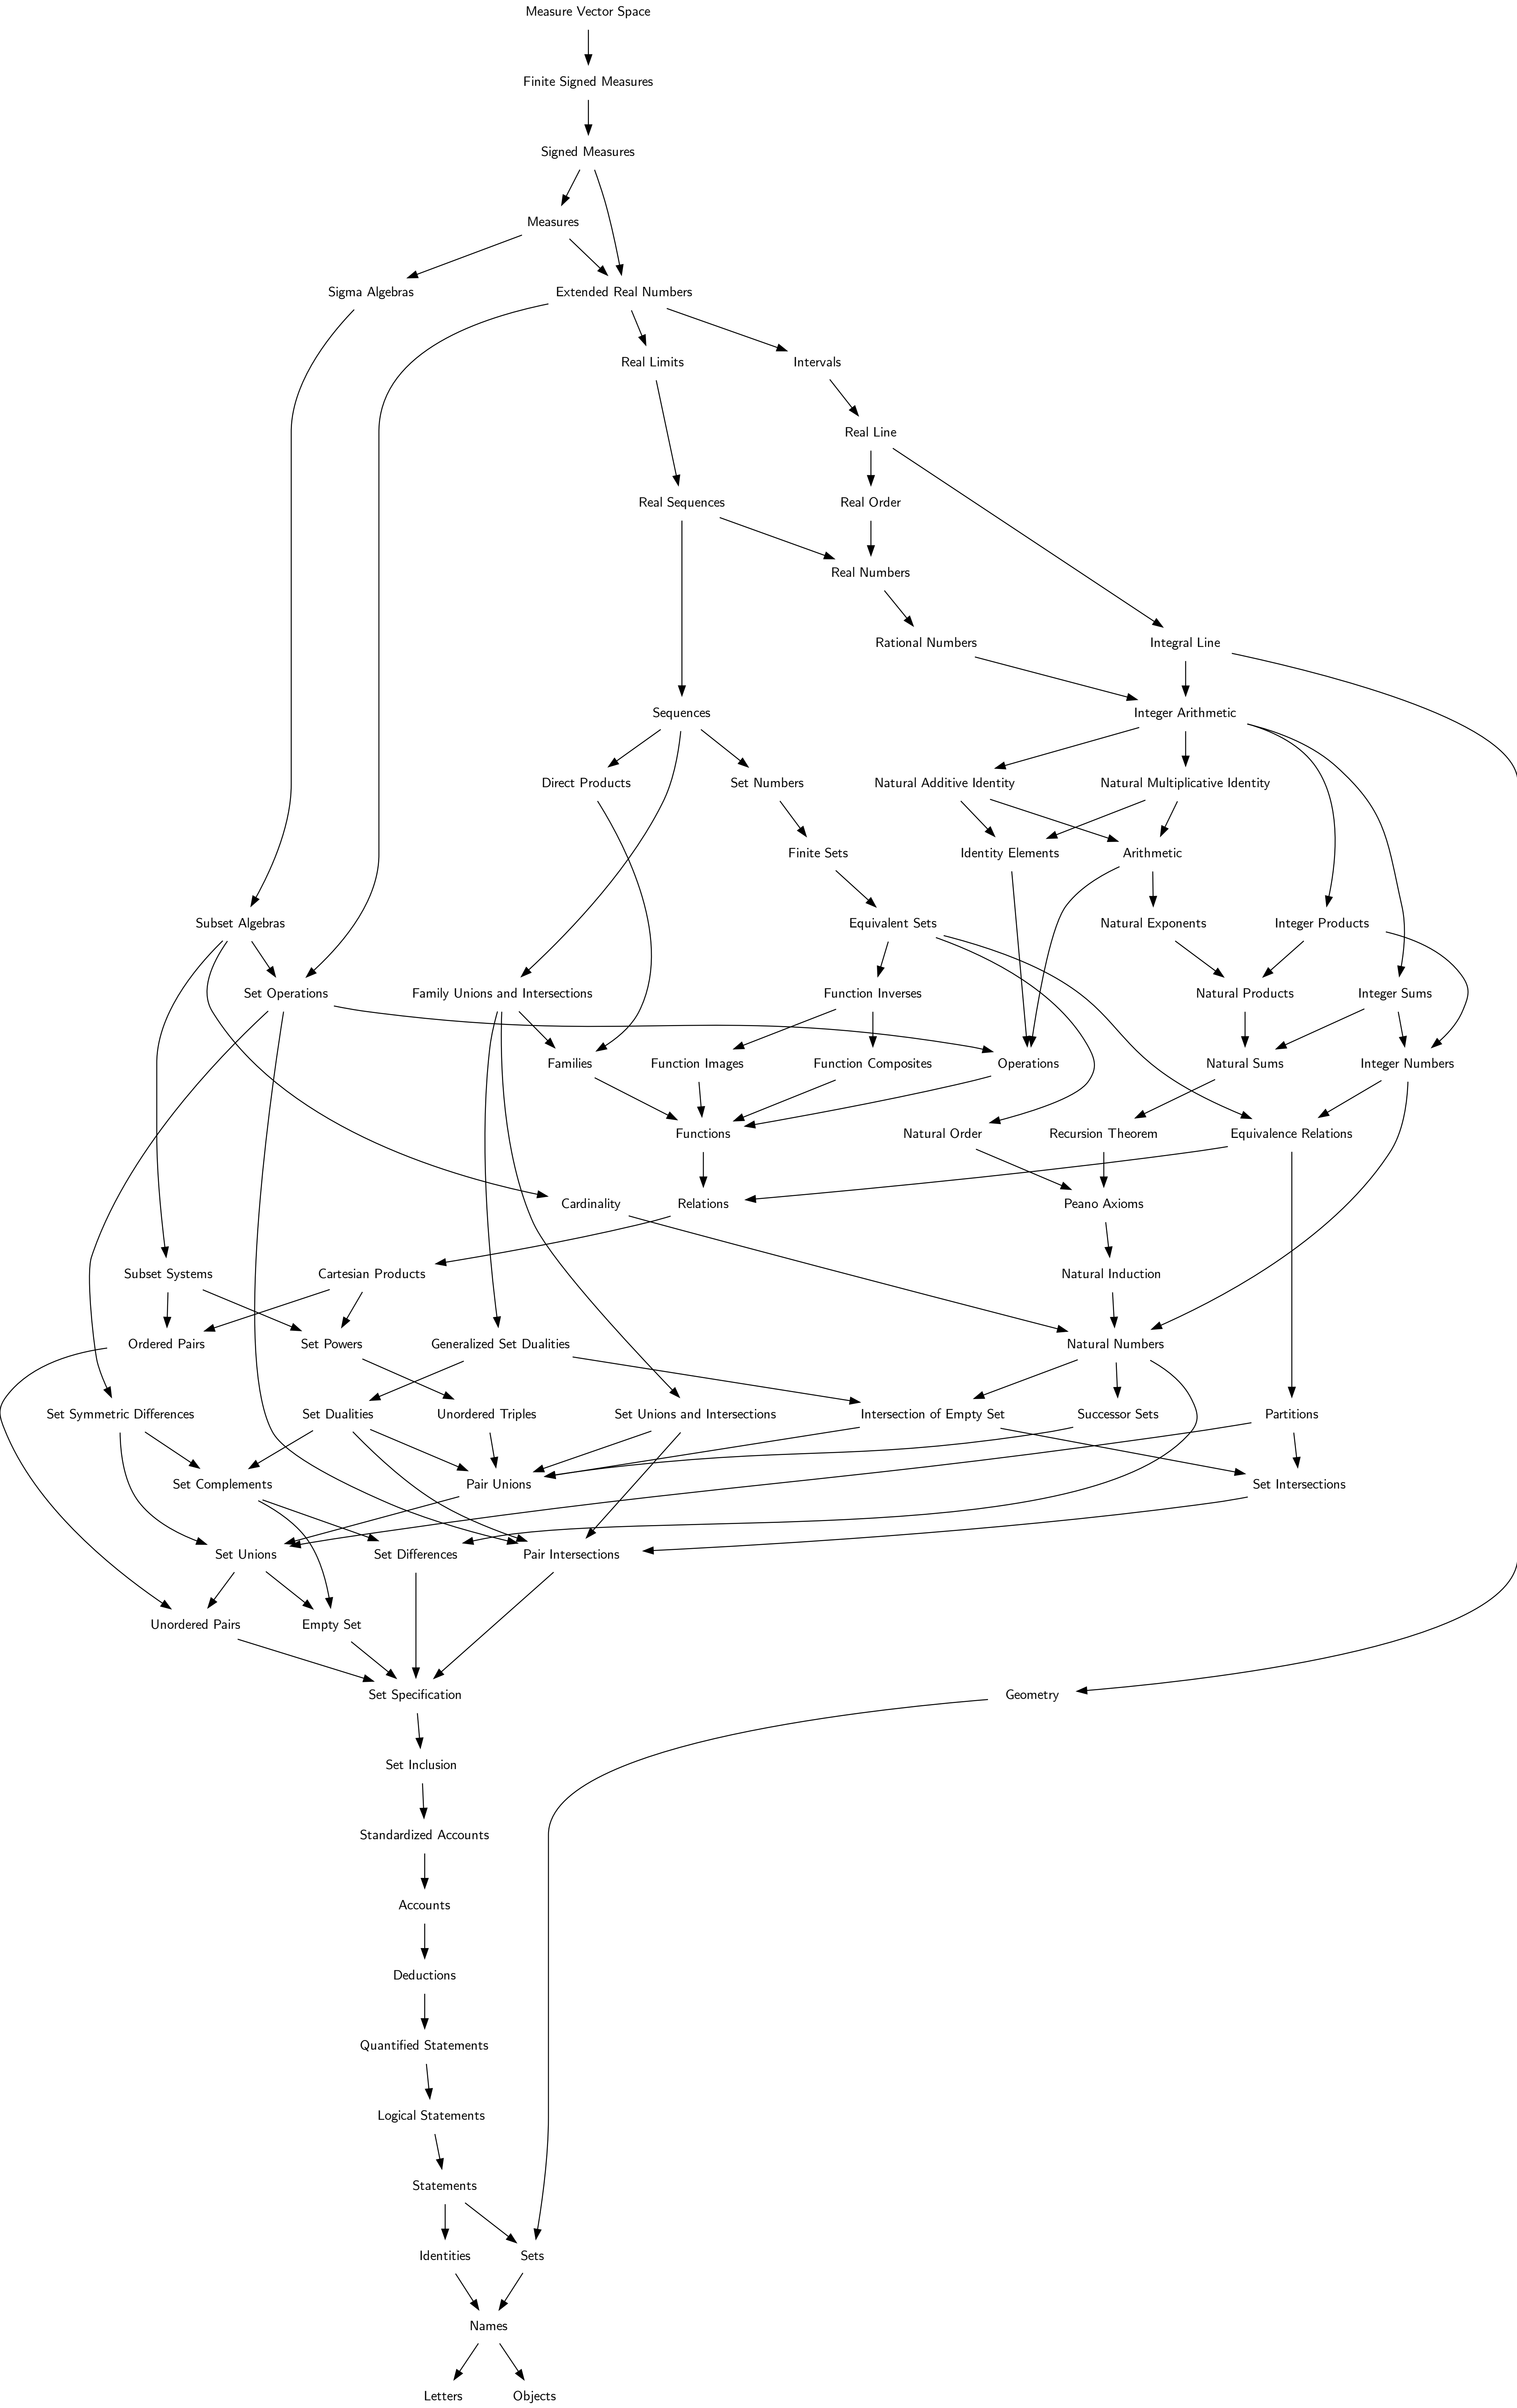 Measure Vector Space
Finite Signed Measures
Signed Measures
Measures
Sigma Algebras
Extended Real Numbers
Real Limits
Intervals
Real Line
Real Sequences
Real Order
Real Numbers
Rational Numbers
Integral Line
Sequences
Integer Arithmetic
Direct Products
Set Numbers
Natural Additive Identity
Natural Multiplicative Identity
Finite Sets
Identity Elements
Arithmetic
Subset Algebras
Equivalent Sets
Natural Exponents
Integer Products
Set Operations
Family Unions and Intersections
Function Inverses
Natural Products
Integer Sums
Families
Function Images
Function Composites
Operations
Natural Sums
Integer Numbers
Functions
Natural Order
Recursion Theorem
Equivalence Relations
Cardinality
Relations
Peano Axioms
Subset Systems
Cartesian Products
Natural Induction
Ordered Pairs
Set Powers
Generalized Set Dualities
Natural Numbers
Set Symmetric Differences
Set Dualities
Unordered Triples
Set Unions and Intersections
Intersection of Empty Set
Successor Sets
Partitions
Set Complements
Pair Unions
Set Intersections
Set Unions
Set Differences
Pair Intersections
Unordered Pairs
Empty Set
Set Specification
Geometry
Set Inclusion
Standardized Accounts
Accounts
Deductions
Quantified Statements
Logical Statements
Statements
Identities
Sets
Names
Letters
Objects